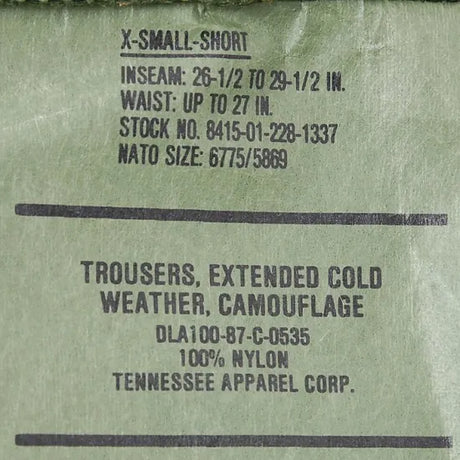 X-SMALL-SHORT
INSEAM: 26-1/2 TO 29-1/2 IN.
WAIST: UP TO 27 IN.
STOCK NO. 8415-01-228-1337
NATO SIZE: 6775/5869
TROUSERS, EXTENDED COLD
WEATHER, CAMOUFLAGE
DLA100-87-C-0535
100% NYLON
TENNESSEE APPAREL CORP.